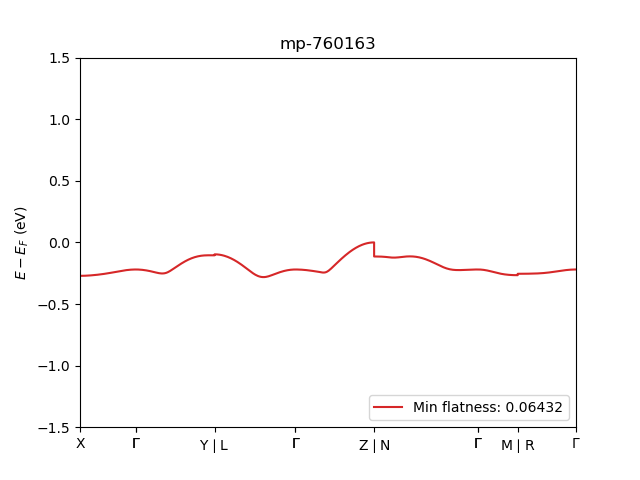 mp-760163
1.5
1.0
0.5
0.0
−0.5
−1.0
−1.5
E − E_F (eV)
Min flatness: 0.06432
X Γ Y | L Γ Z | N Γ M | R Γ